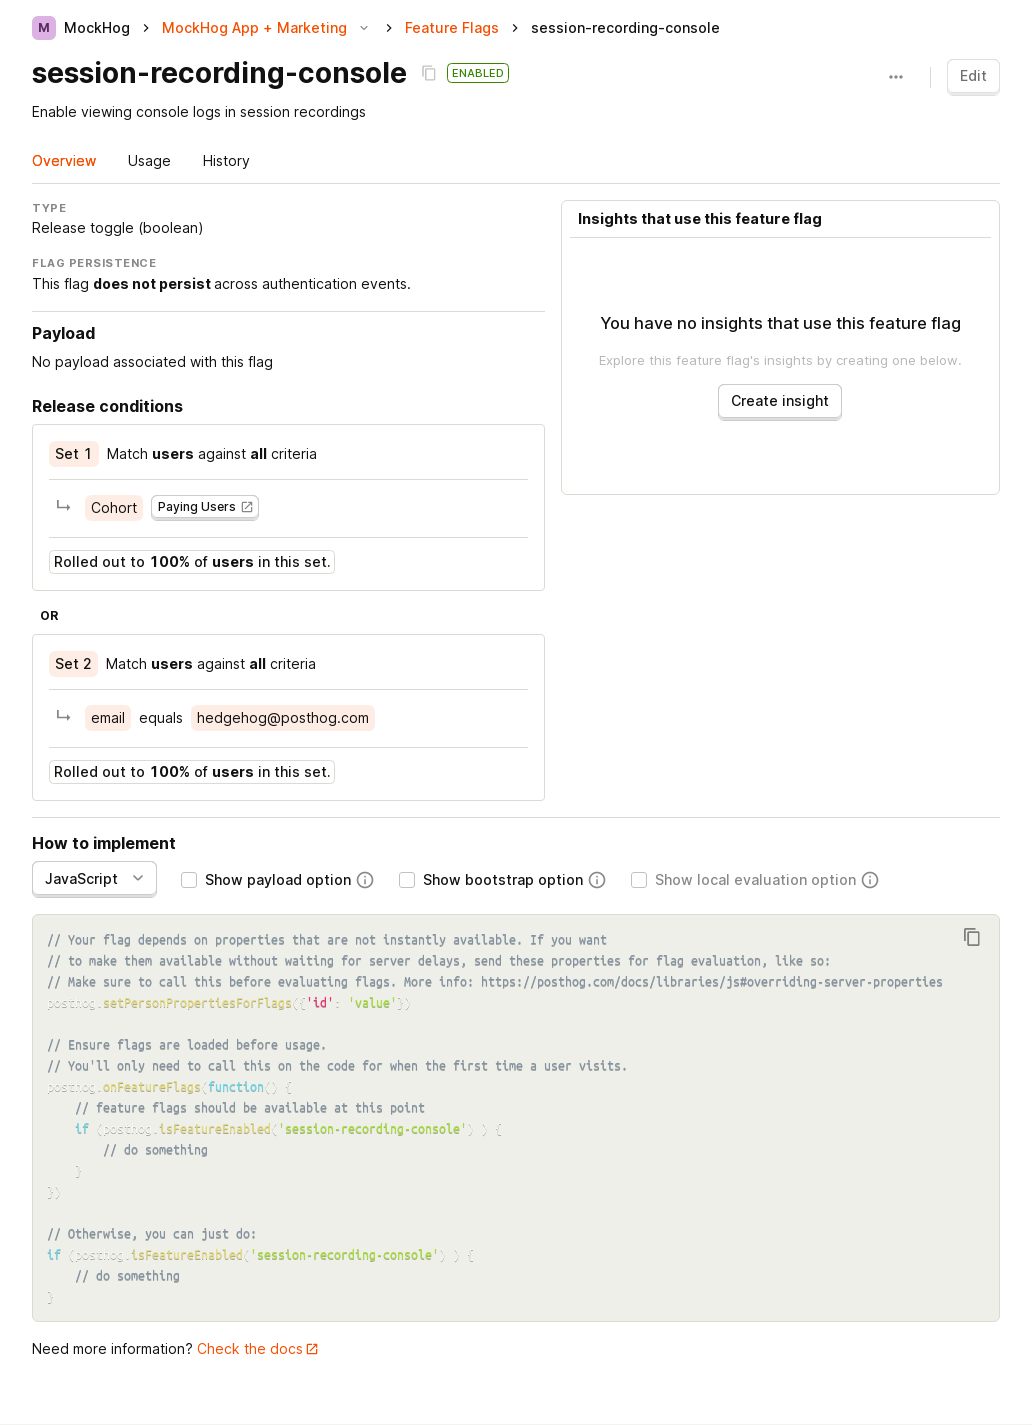 M MockHog > MockHog App + Marketing > Feature Flags > session-recording-console
session-recording-console ENABLED
Edit
Enable viewing console logs in session recordings
Overview Usage History
TYPE
Release toggle (boolean)
FLAG PERSISTENCE
This flag does not persist across authentication events.
Payload
No payload associated with this flag
Release conditions
Set 1 Match users against all criteria
Cohort Paying Users
Rolled out to 100% of users in this set.
OR
Set 2 Match users against all criteria
email equals hedgehog@posthog.com
Rolled out to 100% of users in this set.
Insights that use this feature flag
You have no insights that use this feature flag
Explore this feature flag's insights by creating one below.
Create insight
How to implement
JavaScript Show payload option Show bootstrap option Show local evaluation option
// Your flag depends on properties that are not instantly available. If you want
// to make them available without waiting for server delays, send these properties for flag evaluation, like so:
// Make sure to call this before evaluating flags. More info: https://posthog.com/docs/libraries/js#overriding-server-properties
posthog.setPersonPropertiesForFlags({'id': 'value'})
// Ensure flags are loaded before usage.
// You'll only need to call this on the code for when the first time a user visits.
posthog.onFeatureFlags(function() {
// feature flags should be available at this point
if (posthog.isFeatureEnabled('session-recording-console') ) {
// do something
}
})
// Otherwise, you can just do:
if (posthog.isFeatureEnabled('session-recording-console') ) {
// do something
}
Need more information? Check the docs